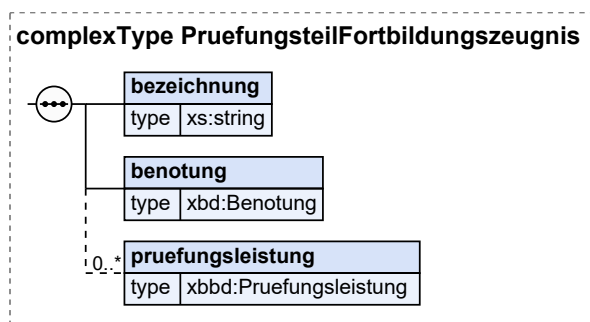 complexType PruefungsteilFortbildungszeugnis
bezeichnung
type xs:string
benotung
type xbd:Benotung
0..* pruefungsleistung
type xbbd:Pruefungsleistung